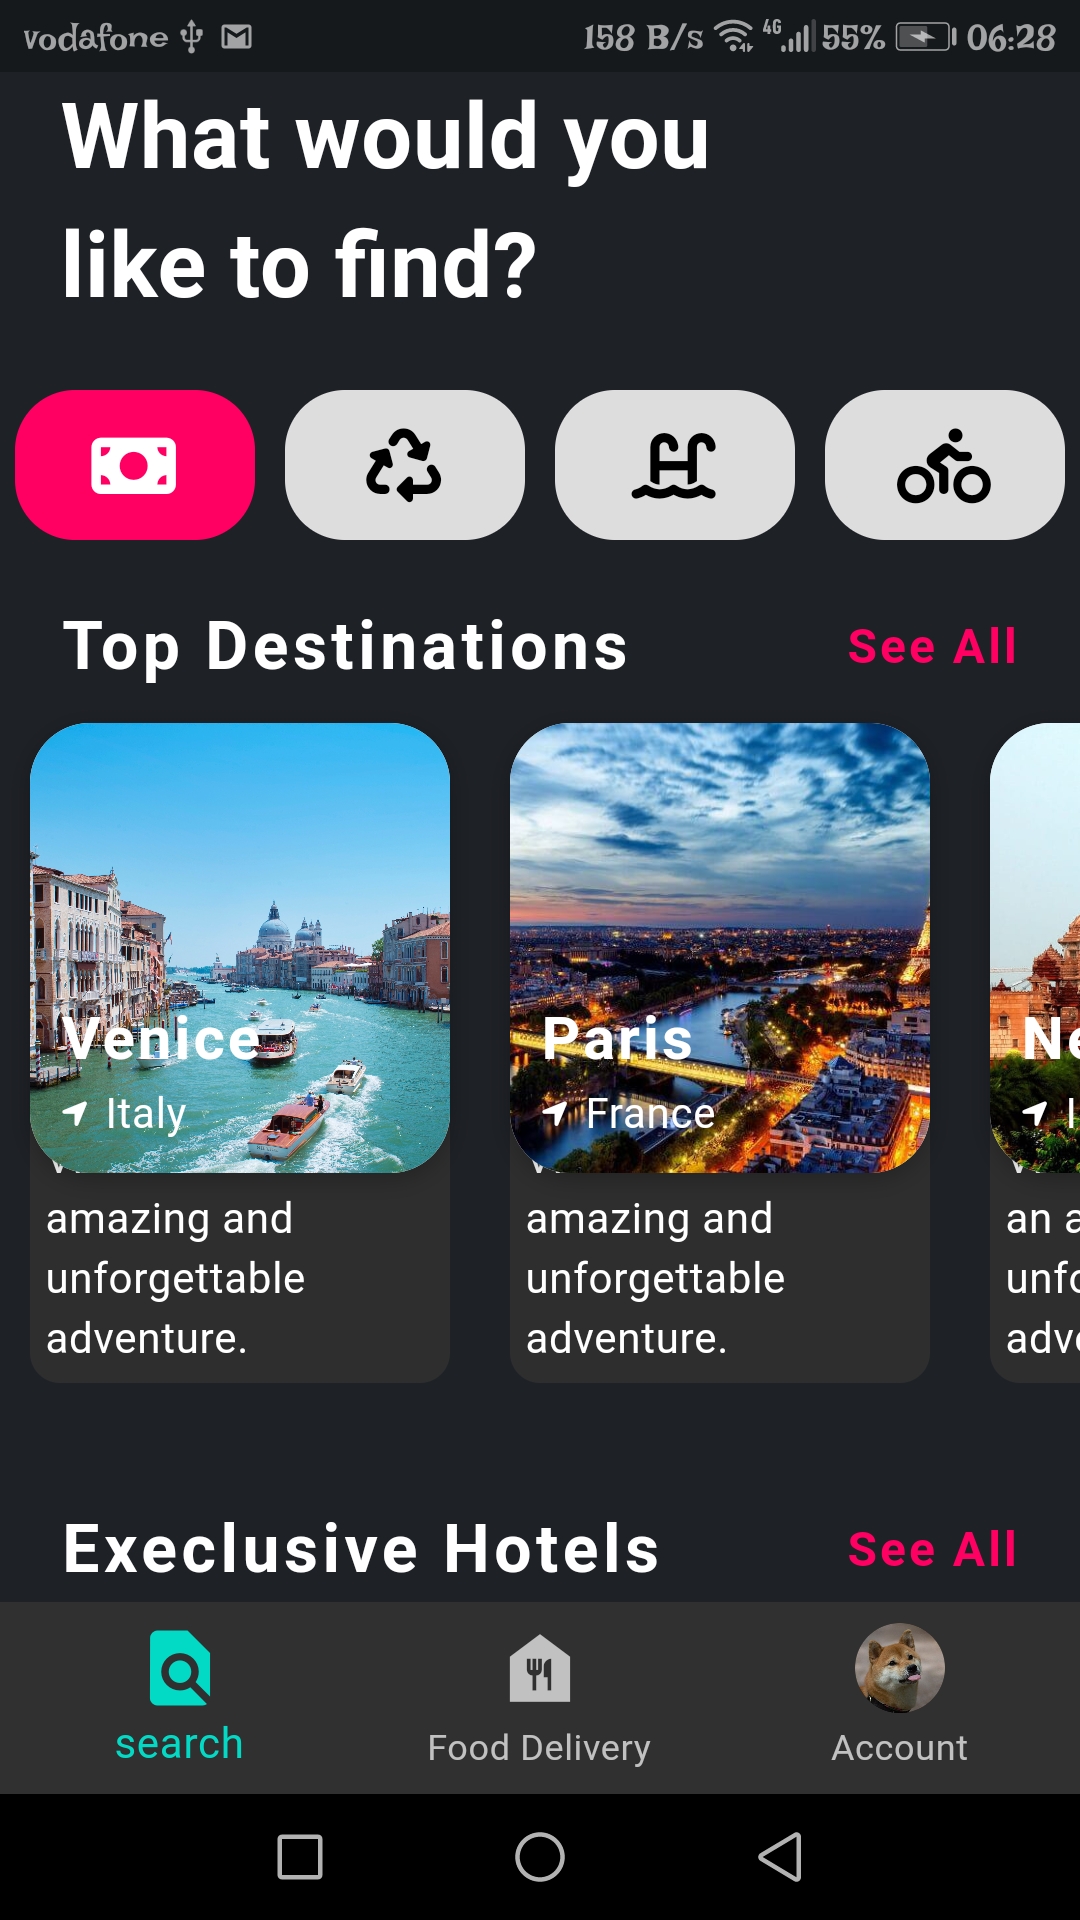 vodafone 158 B/s 4G 55% 06:28
What would you
like to find?
Top Destinations See All
Venice Paris
Italy France
amazing and amazing and an a
unforgettable unforgettable unfo
adventure. adventure. adve
Execlusive Hotels See All
search Food Delivery Account